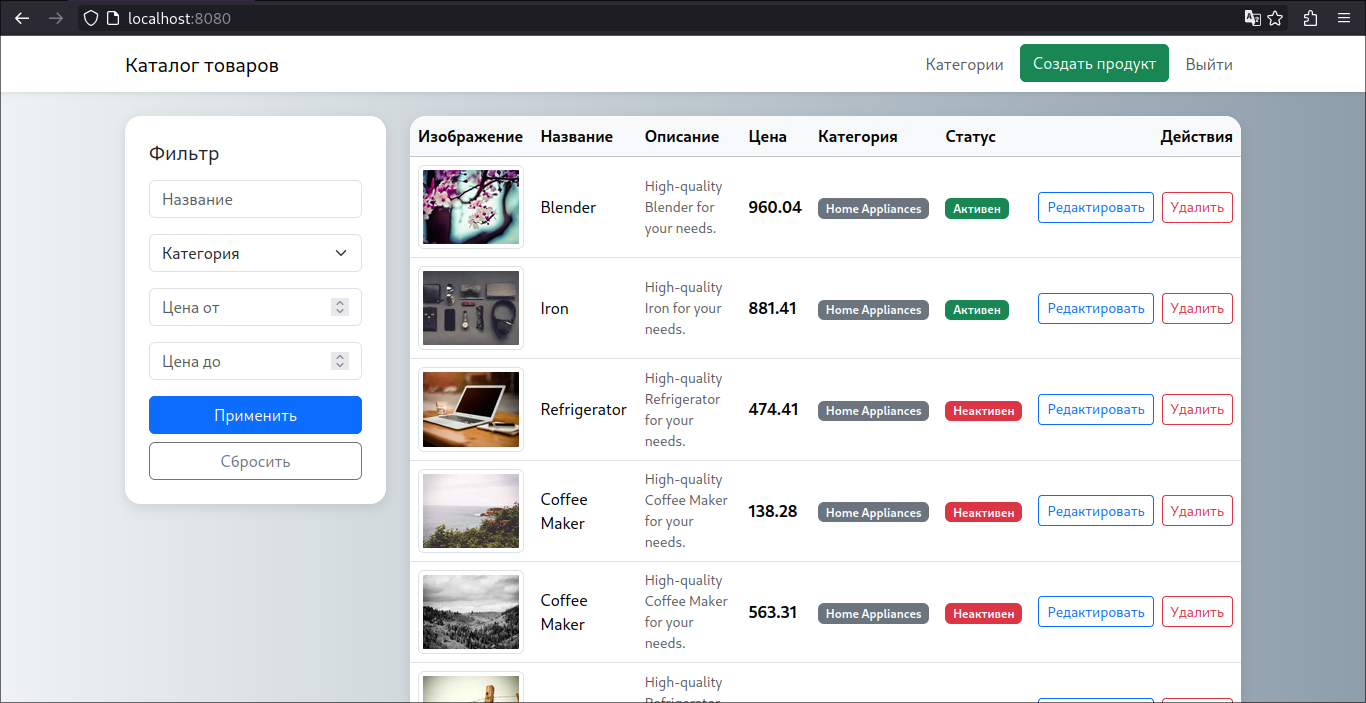 localhost:8080
Каталог товаров
Категории
Создать продукт
Выйти
Фильтр
Название
Категория
Цена от
Цена до
Применить
Сбросить
Изображение Название Описание Цена Категория Статус Действия
Blender
High-quality
Blender for
your needs.
960.04
Home Appliances
Активен
Редактировать
Удалить
Iron
High-quality
Iron for your
needs.
881.41
Home Appliances
Активен
Редактировать
Удалить
Refrigerator
High-quality
Refrigerator
for your
needs.
474.41
Home Appliances
Неактивен
Редактировать
Удалить
Coffee
Maker
High-quality
Coffee Maker
for your
needs.
138.28
Home Appliances
Неактивен
Редактировать
Удалить
Coffee
Maker
High-quality
Coffee Maker
for your
needs.
563.31
Home Appliances
Неактивен
Редактировать
Удалить
High-quality
Refrigerator